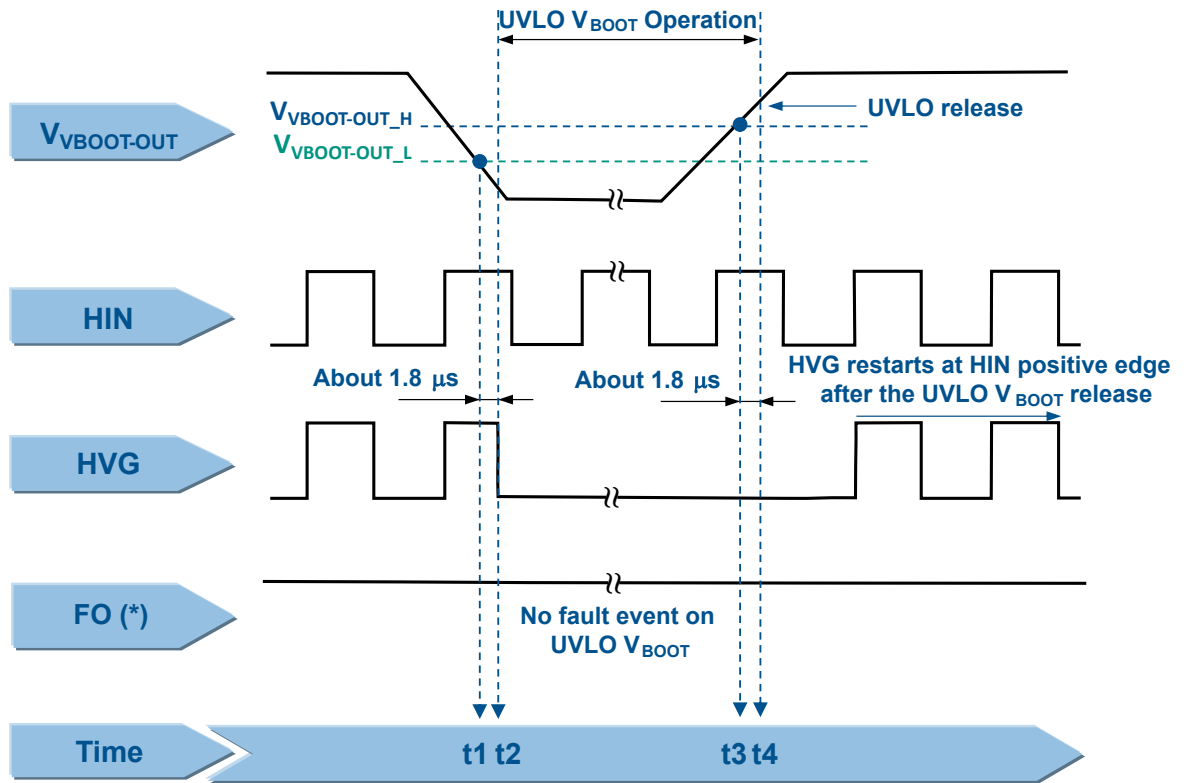 UVLO VBOOT Operation
VVBOOT-OUT
VVBOOT-OUT_H
VVBOOT-OUT_L
UVLO release
HIN
About 1.8 μs
About 1.8 μs
HVG restarts at HIN positive edge
after the UVLO VBOOT release
HVG
FO (*)
No fault event on
UVLO VBOOT
Time
t1 t2
t3 t4